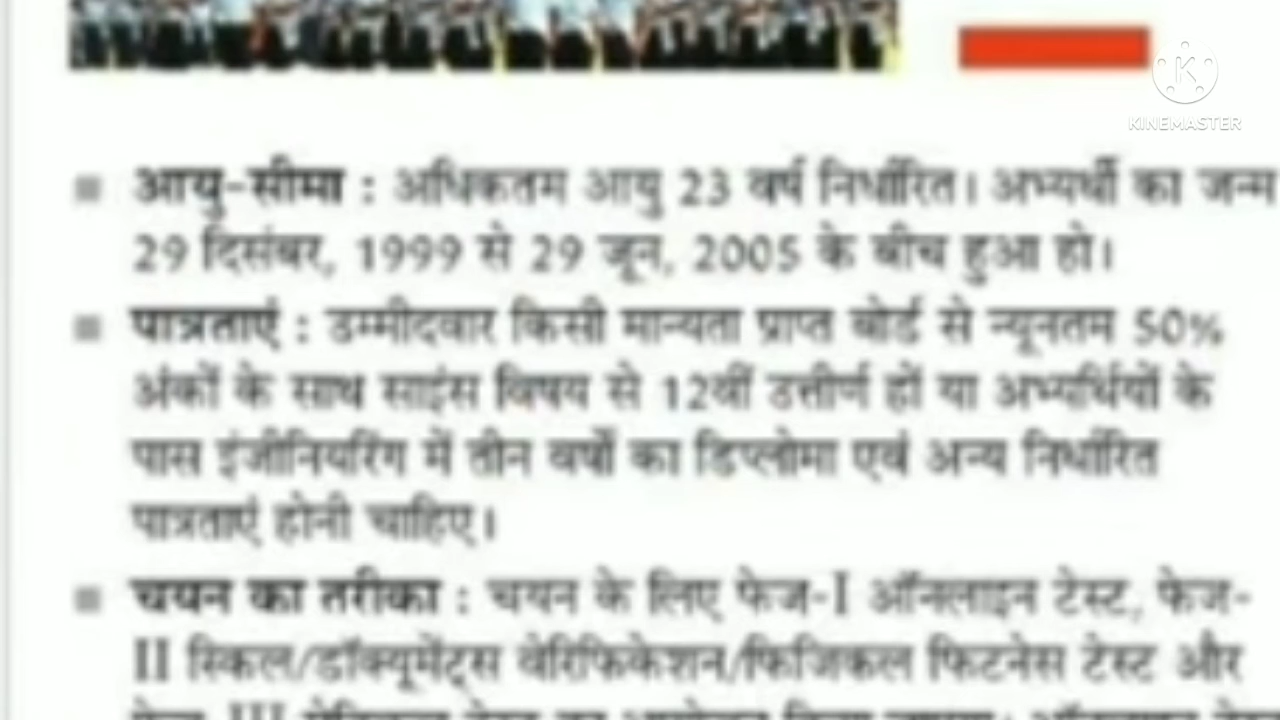 KINEMASTER
■ आयु-सीमा : अधिकतम आयु 23 वर्ष निर्धारित। अभ्यर्थी का जन्म
29 दिसंबर, 1999 से 29 जून, 2005 के बीच हुआ हो।
■ पात्रताएं : उम्मीदवार किसी मान्यता प्राप्त बोर्ड से न्यूनतम 50%
अंकों के साथ साइंस विषय से 12वीं उत्तीर्ण हों या अभ्यर्थियों के
पास इंजीनियरिंग में तीन वर्षों का डिप्लोमा एवं अन्य निर्धारित
पात्रताएं होनी चाहिए।
■ चयन का तरीका : चयन के लिए फेज-I ऑनलाइन टेस्ट, फेज-
II स्किल/डॉक्यूमेंट्स वेरिफिकेशन/फिजिकल फिटनेस टेस्ट और